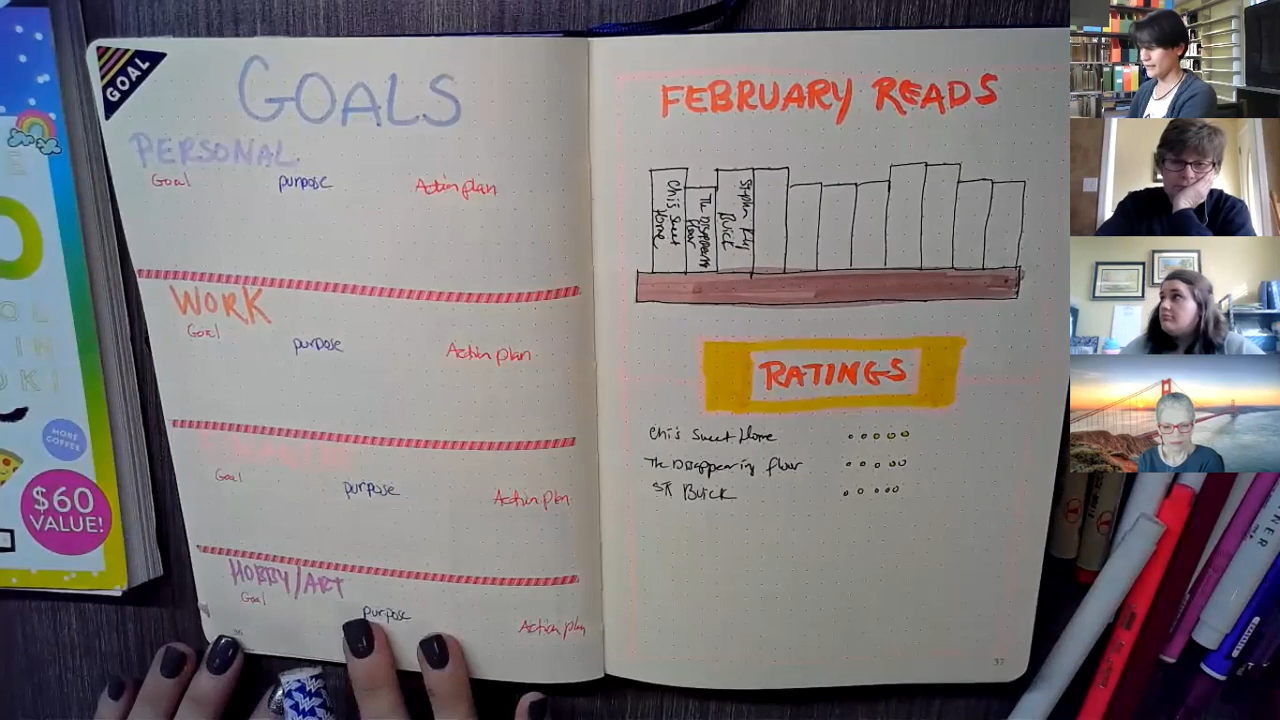 GOAL
GOALS
PERSONAL
Goal purpose Action plan
WORK
Goal purpose Action plan
Goal purpose Action plan
HOBBY/ART
Goal
purpose
Action plan
36
FEBRUARY READS
Chi's Sweet Home
The Disappearing floor
Stephen King Buick
RATINGS
Chi's Sweet Home
The Disappearing floor
SK Buick
37
MORE COFFEE
$60
VALUE!